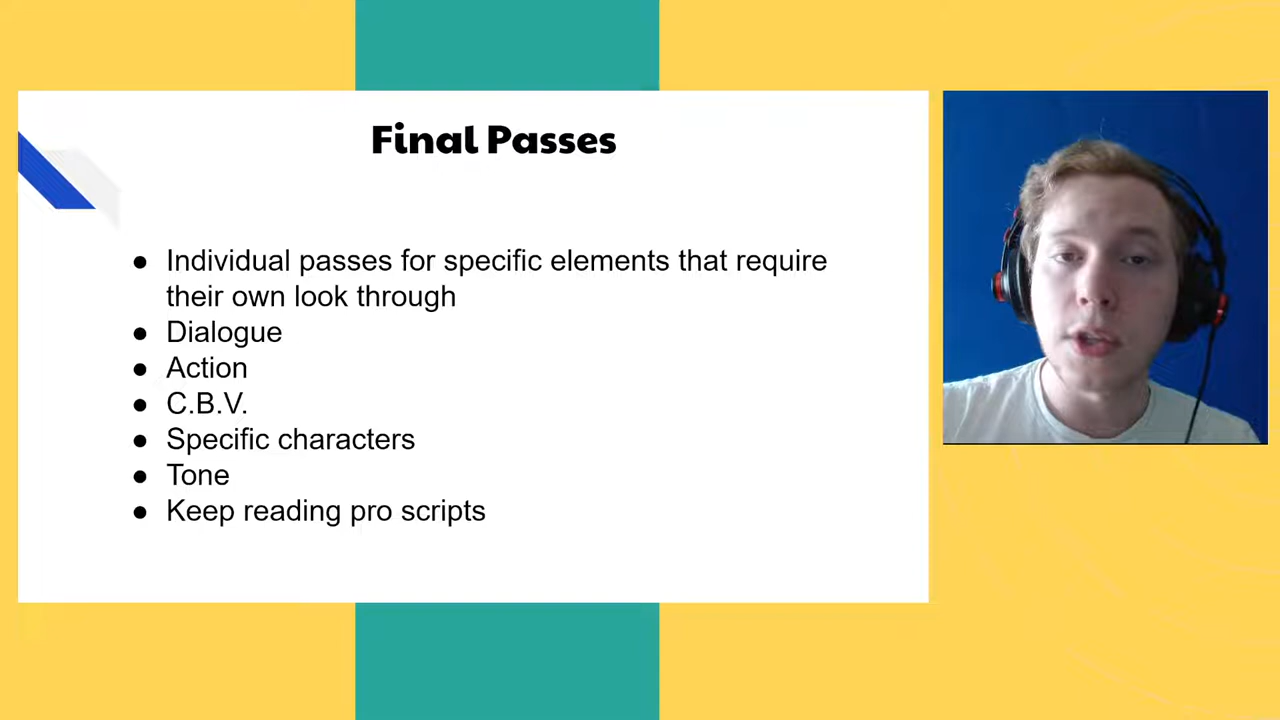 Final Passes
● Individual passes for specific elements that require
their own look through
● Dialogue
● Action
● C.B.V.
● Specific characters
● Tone
● Keep reading pro scripts